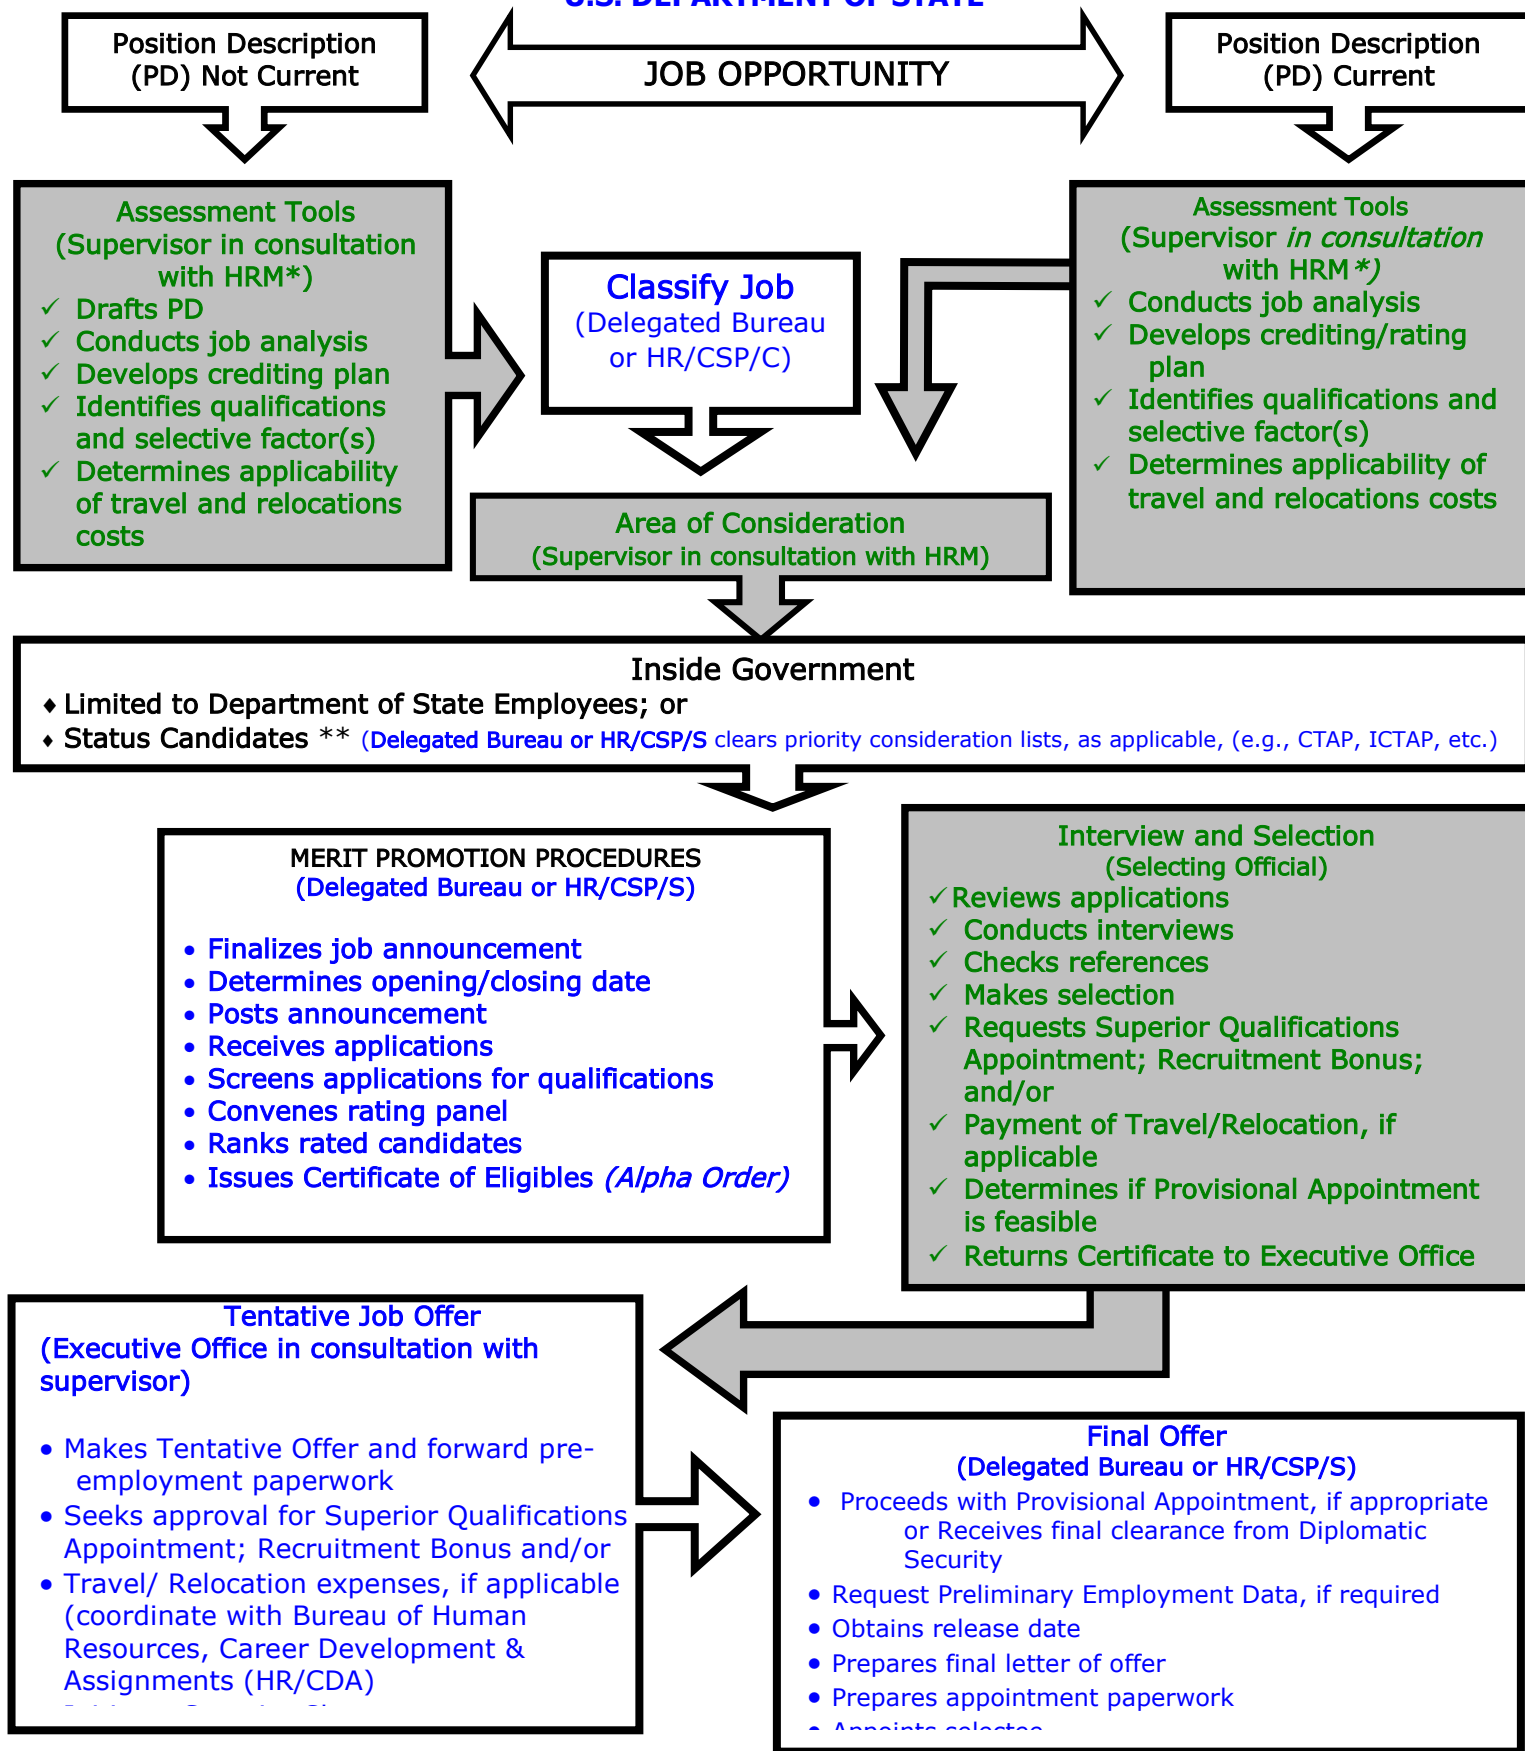 U.S. DEPARTMENT OF STATE
Position Description
(PD) Not Current
JOB OPPORTUNITY
Position Description
(PD) Current
Assessment Tools
(Supervisor in consultation
with HRM*)
✓ Drafts PD
✓ Conducts job analysis
✓ Develops crediting plan
✓ Identifies qualifications
and selective factor(s)
✓ Determines applicability
of travel and relocations
costs
Classify Job
(Delegated Bureau
or HR/CSP/C)
Assessment Tools
(Supervisor in consultation
with HRM*)
✓ Conducts job analysis
✓ Develops crediting/rating
plan
✓ Identifies qualifications and
selective factor(s)
✓ Determines applicability of
travel and relocations costs
Area of Consideration
(Supervisor in consultation with HRM)
Inside Government
♦ Limited to Department of State Employees; or
♦ Status Candidates ** (Delegated Bureau or HR/CSP/S clears priority consideration lists, as applicable, (e.g., CTAP, ICTAP, etc.)
MERIT PROMOTION PROCEDURES
(Delegated Bureau or HR/CSP/S)
• Finalizes job announcement
• Determines opening/closing date
• Posts announcement
• Receives applications
• Screens applications for qualifications
• Convenes rating panel
• Ranks rated candidates
• Issues Certificate of Eligibles (Alpha Order)
Interview and Selection
(Selecting Official)
✓ Reviews applications
✓ Conducts interviews
✓ Checks references
✓ Makes selection
✓ Requests Superior Qualifications
Appointment; Recruitment Bonus;
and/or
✓ Payment of Travel/Relocation, if
applicable
✓ Determines if Provisional Appointment
is feasible
✓ Returns Certificate to Executive Office
Tentative Job Offer
(Executive Office in consultation with
supervisor)
• Makes Tentative Offer and forward pre-
employment paperwork
• Seeks approval for Superior Qualifications
Appointment; Recruitment Bonus and/or
• Travel/ Relocation expenses, if applicable
(coordinate with Bureau of Human
Resources, Career Development &
Assignments (HR/CDA)
Final Offer
(Delegated Bureau or HR/CSP/S)
• Proceeds with Provisional Appointment, if appropriate
or Receives final clearance from Diplomatic
Security
• Request Preliminary Employment Data, if required
• Obtains release date
• Prepares final letter of offer
• Prepares appointment paperwork
• Appoints selectee